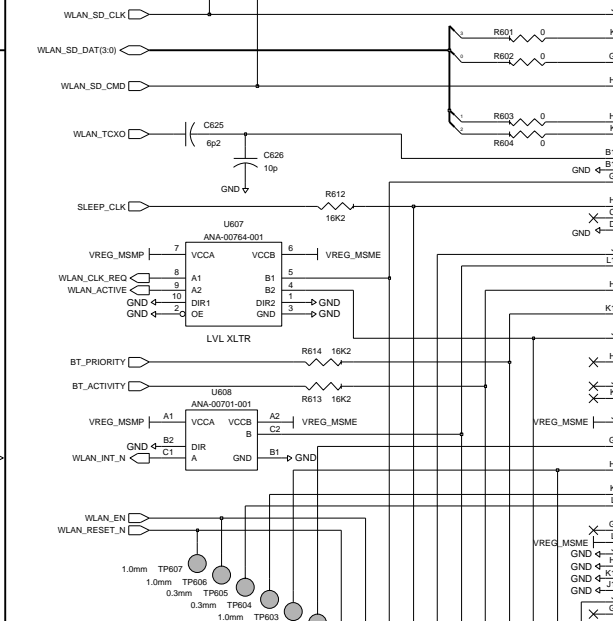 WLAN_SD_CLK
WLAN_SD_DAT(3:0)
R601 0
R602 0
WLAN_SD_CMD
R603 0
R604 0
WLAN_TCXO
C625
6p2
C626
10p
GND
GND
SLEEP_CLK
R612
16K2
GND
U607
ANA-00764-001
VREG_MSMP 7 VCCA VCCB 6 VREG_MSME
WLAN_CLK_REQ 8 A1 B1 5
WLAN_ACTIVE 9 A2 B2 4
GND 10 DIR1 DIR2 1 GND
GND 2 OE GND 3 GND
LVL XLTR
BT_PRIORITY
R614 16K2
BT_ACTIVITY
R613 16K2
U608
ANA-00701-001
VREG_MSMP A1 VCCA VCCB A2 VREG_MSME
B C2
GND B2 DIR
WLAN_INT_N C1 A GND B1 GND
VREG_MSME
WLAN_EN
WLAN_RESET_N
VREG_MSME
GND
GND
GND
GND
1.0mm TP607
1.0mm TP606
0.3mm TP605
0.3mm TP604
1.0mm TP603